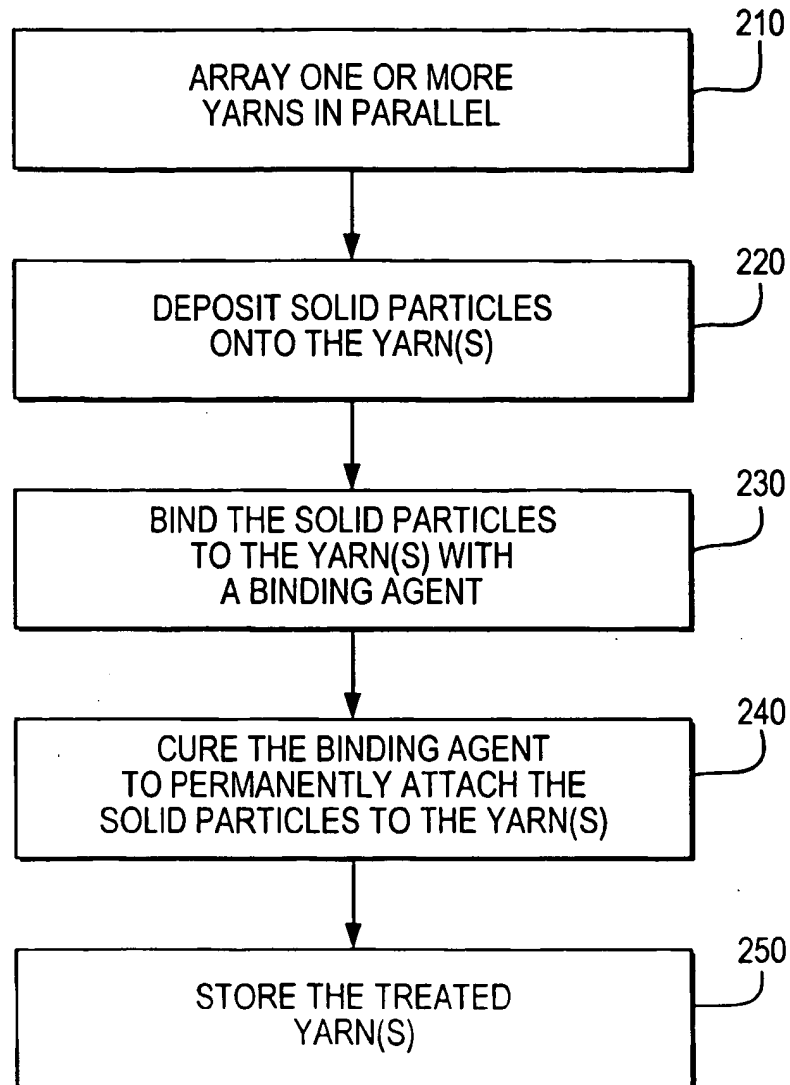 210
ARRAY ONE OR MORE
YARNS IN PARALLEL
220
DEPOSIT SOLID PARTICLES
ONTO THE YARN(S)
230
BIND THE SOLID PARTICLES
TO THE YARN(S) WITH
A BINDING AGENT
240
CURE THE BINDING AGENT
TO PERMANENTLY ATTACH THE
SOLID PARTICLES TO THE YARN(S)
250
STORE THE TREATED
YARN(S)